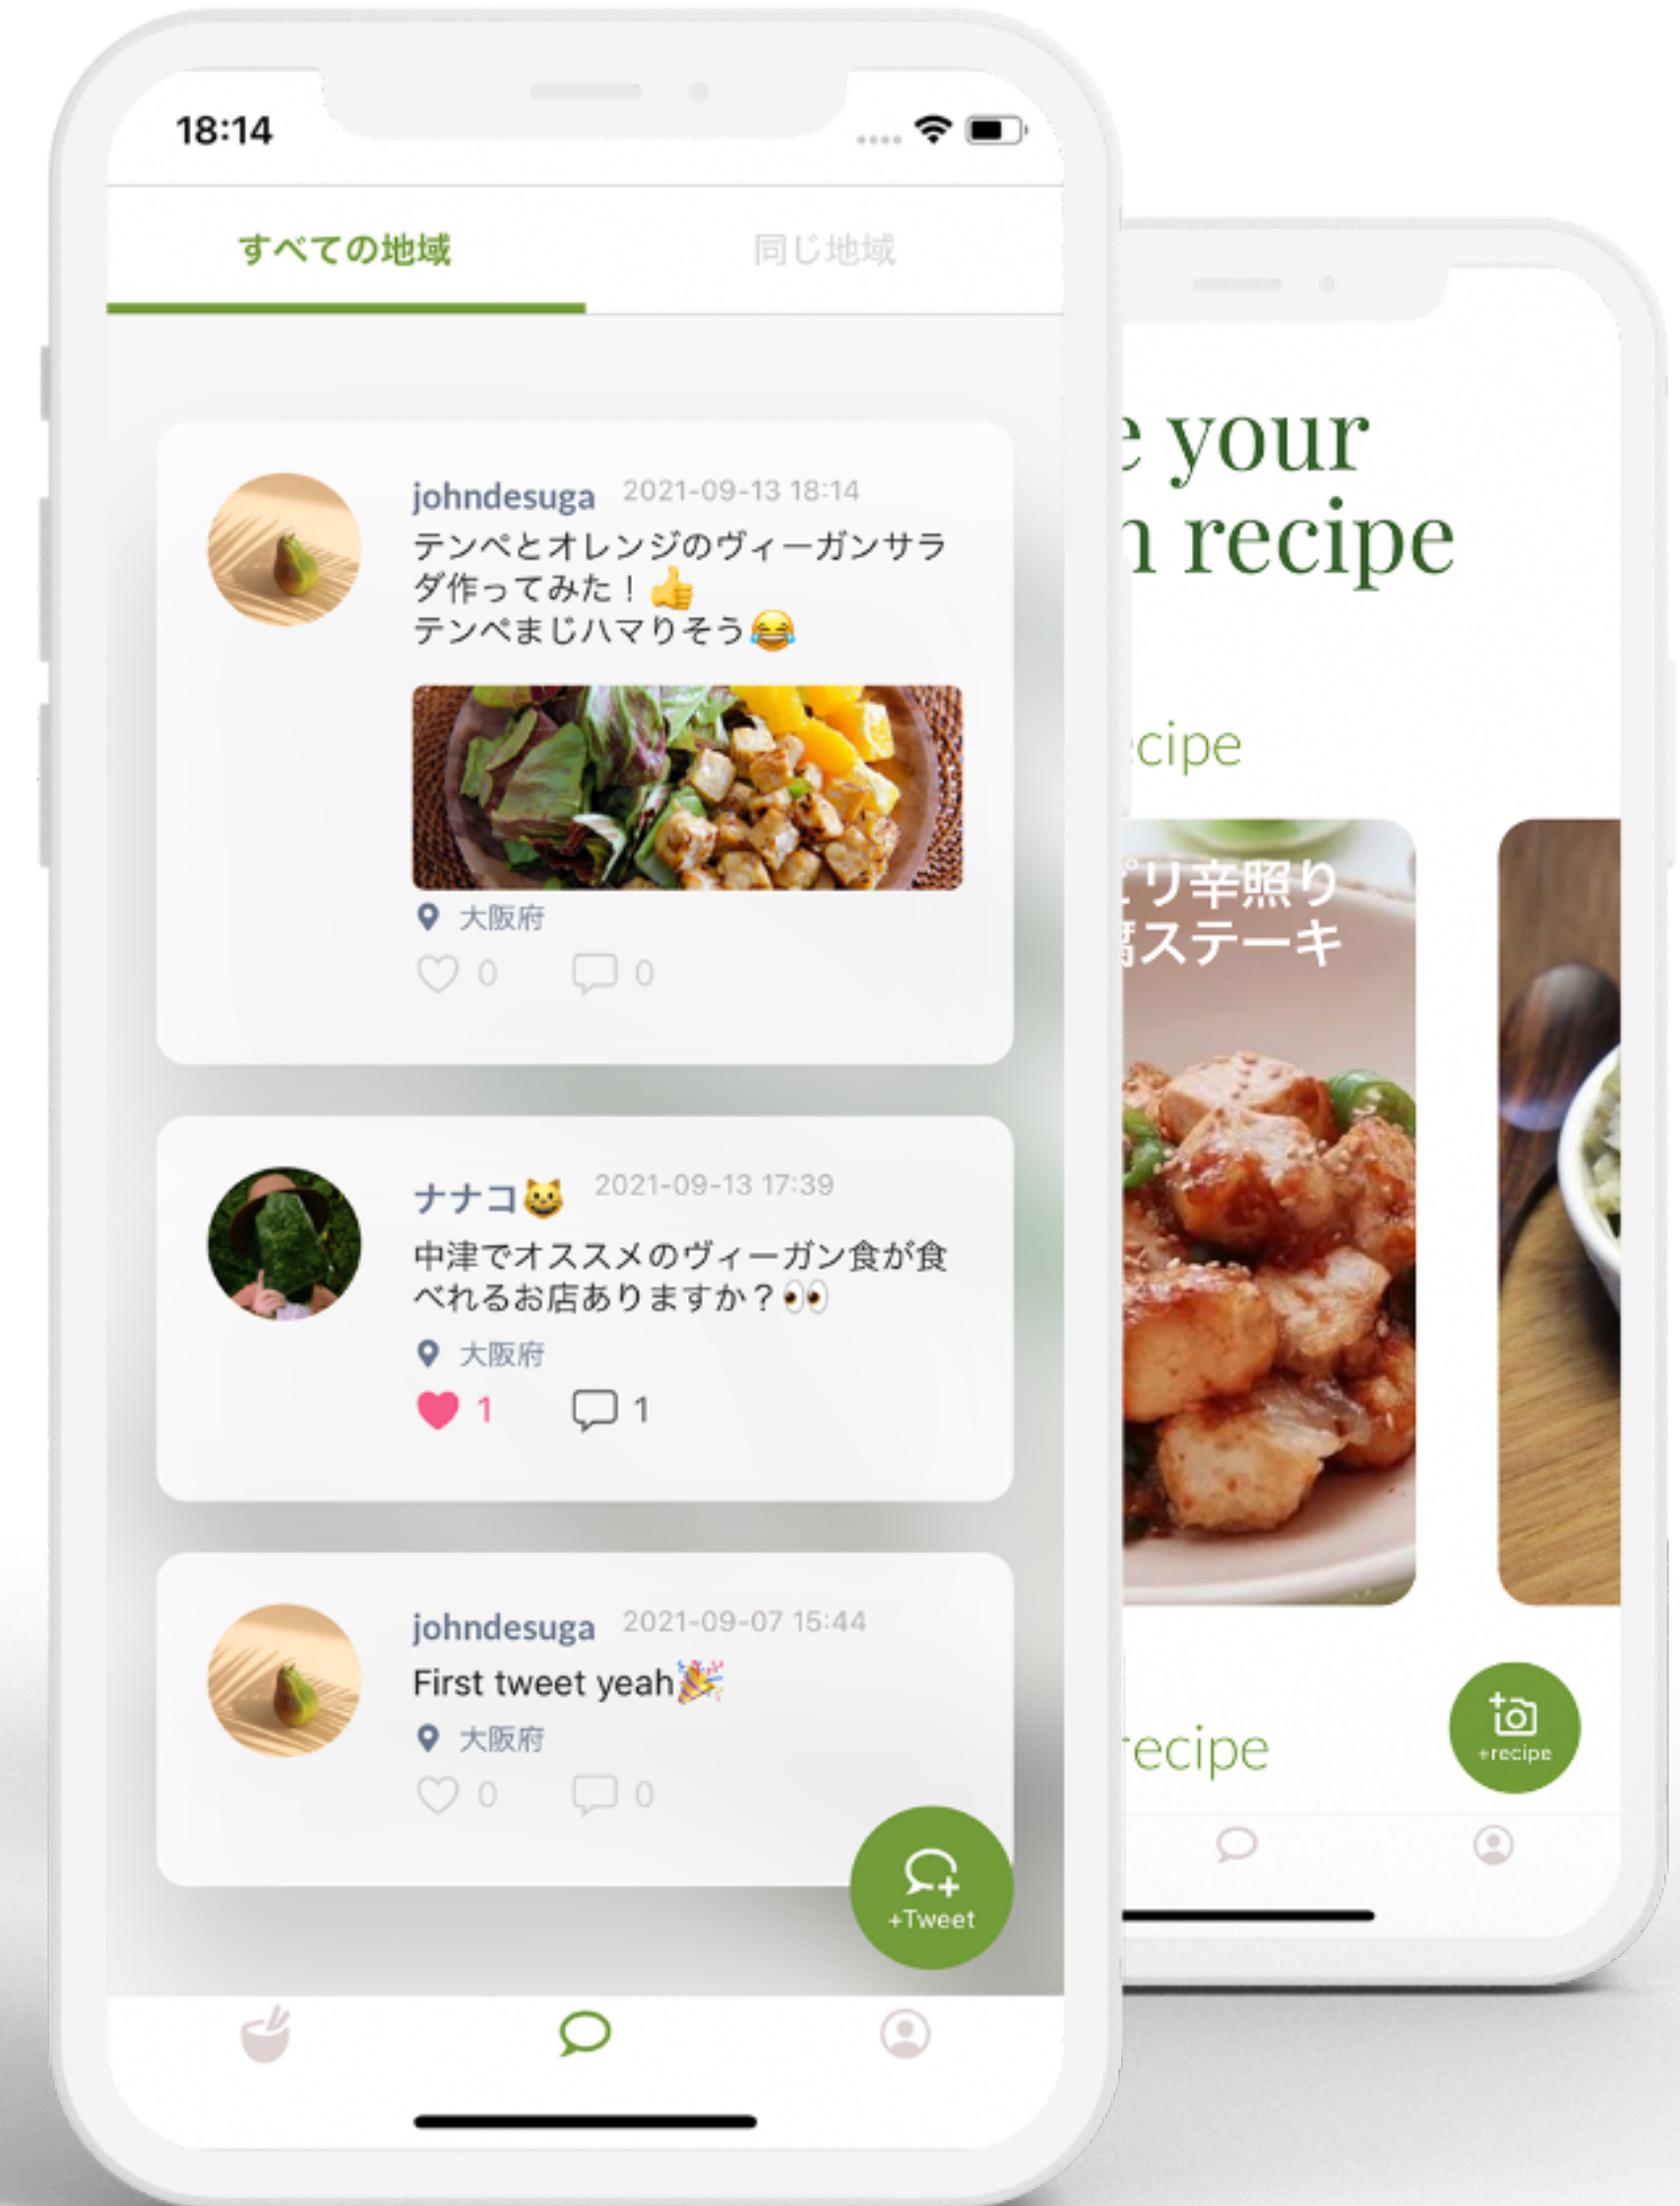 18:14
すべての地域
同じ地域
johndesuga 2021-09-13 18:14
テンペとオレンジのヴィーガンサラ
ダ作ってみた！👍
テンペまじハマりそう😂
大阪府
0 0
ナナコ😺 2021-09-13 17:39
中津でオススメのヴィーガン食が食
べれるお店ありますか？👀
大阪府
1 1
johndesuga 2021-09-07 15:44
First tweet yeah🎉
大阪府
0 0
+Tweet
your
recipe
リ辛照り
ステーキ
recipe
+recipe